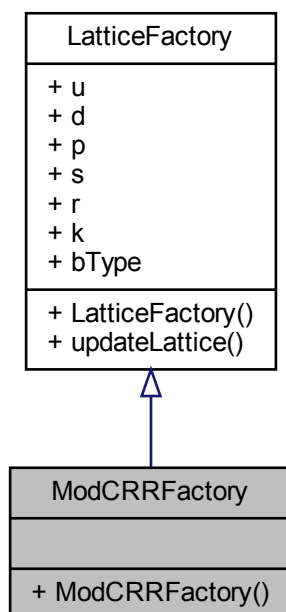 LatticeFactory
+ u
+ d
+ p
+ s
+ r
+ k
+ bType
+ LatticeFactory()
+ updateLattice()
ModCRRFactory
+ ModCRRFactory()